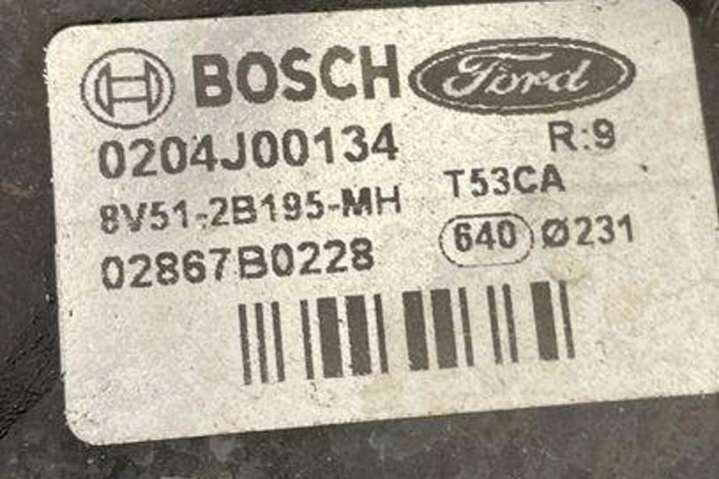 BOSCH Ford
0204J00134 R:9
8V51-2B195-MH T53CA
02867B0228 640 Ø231